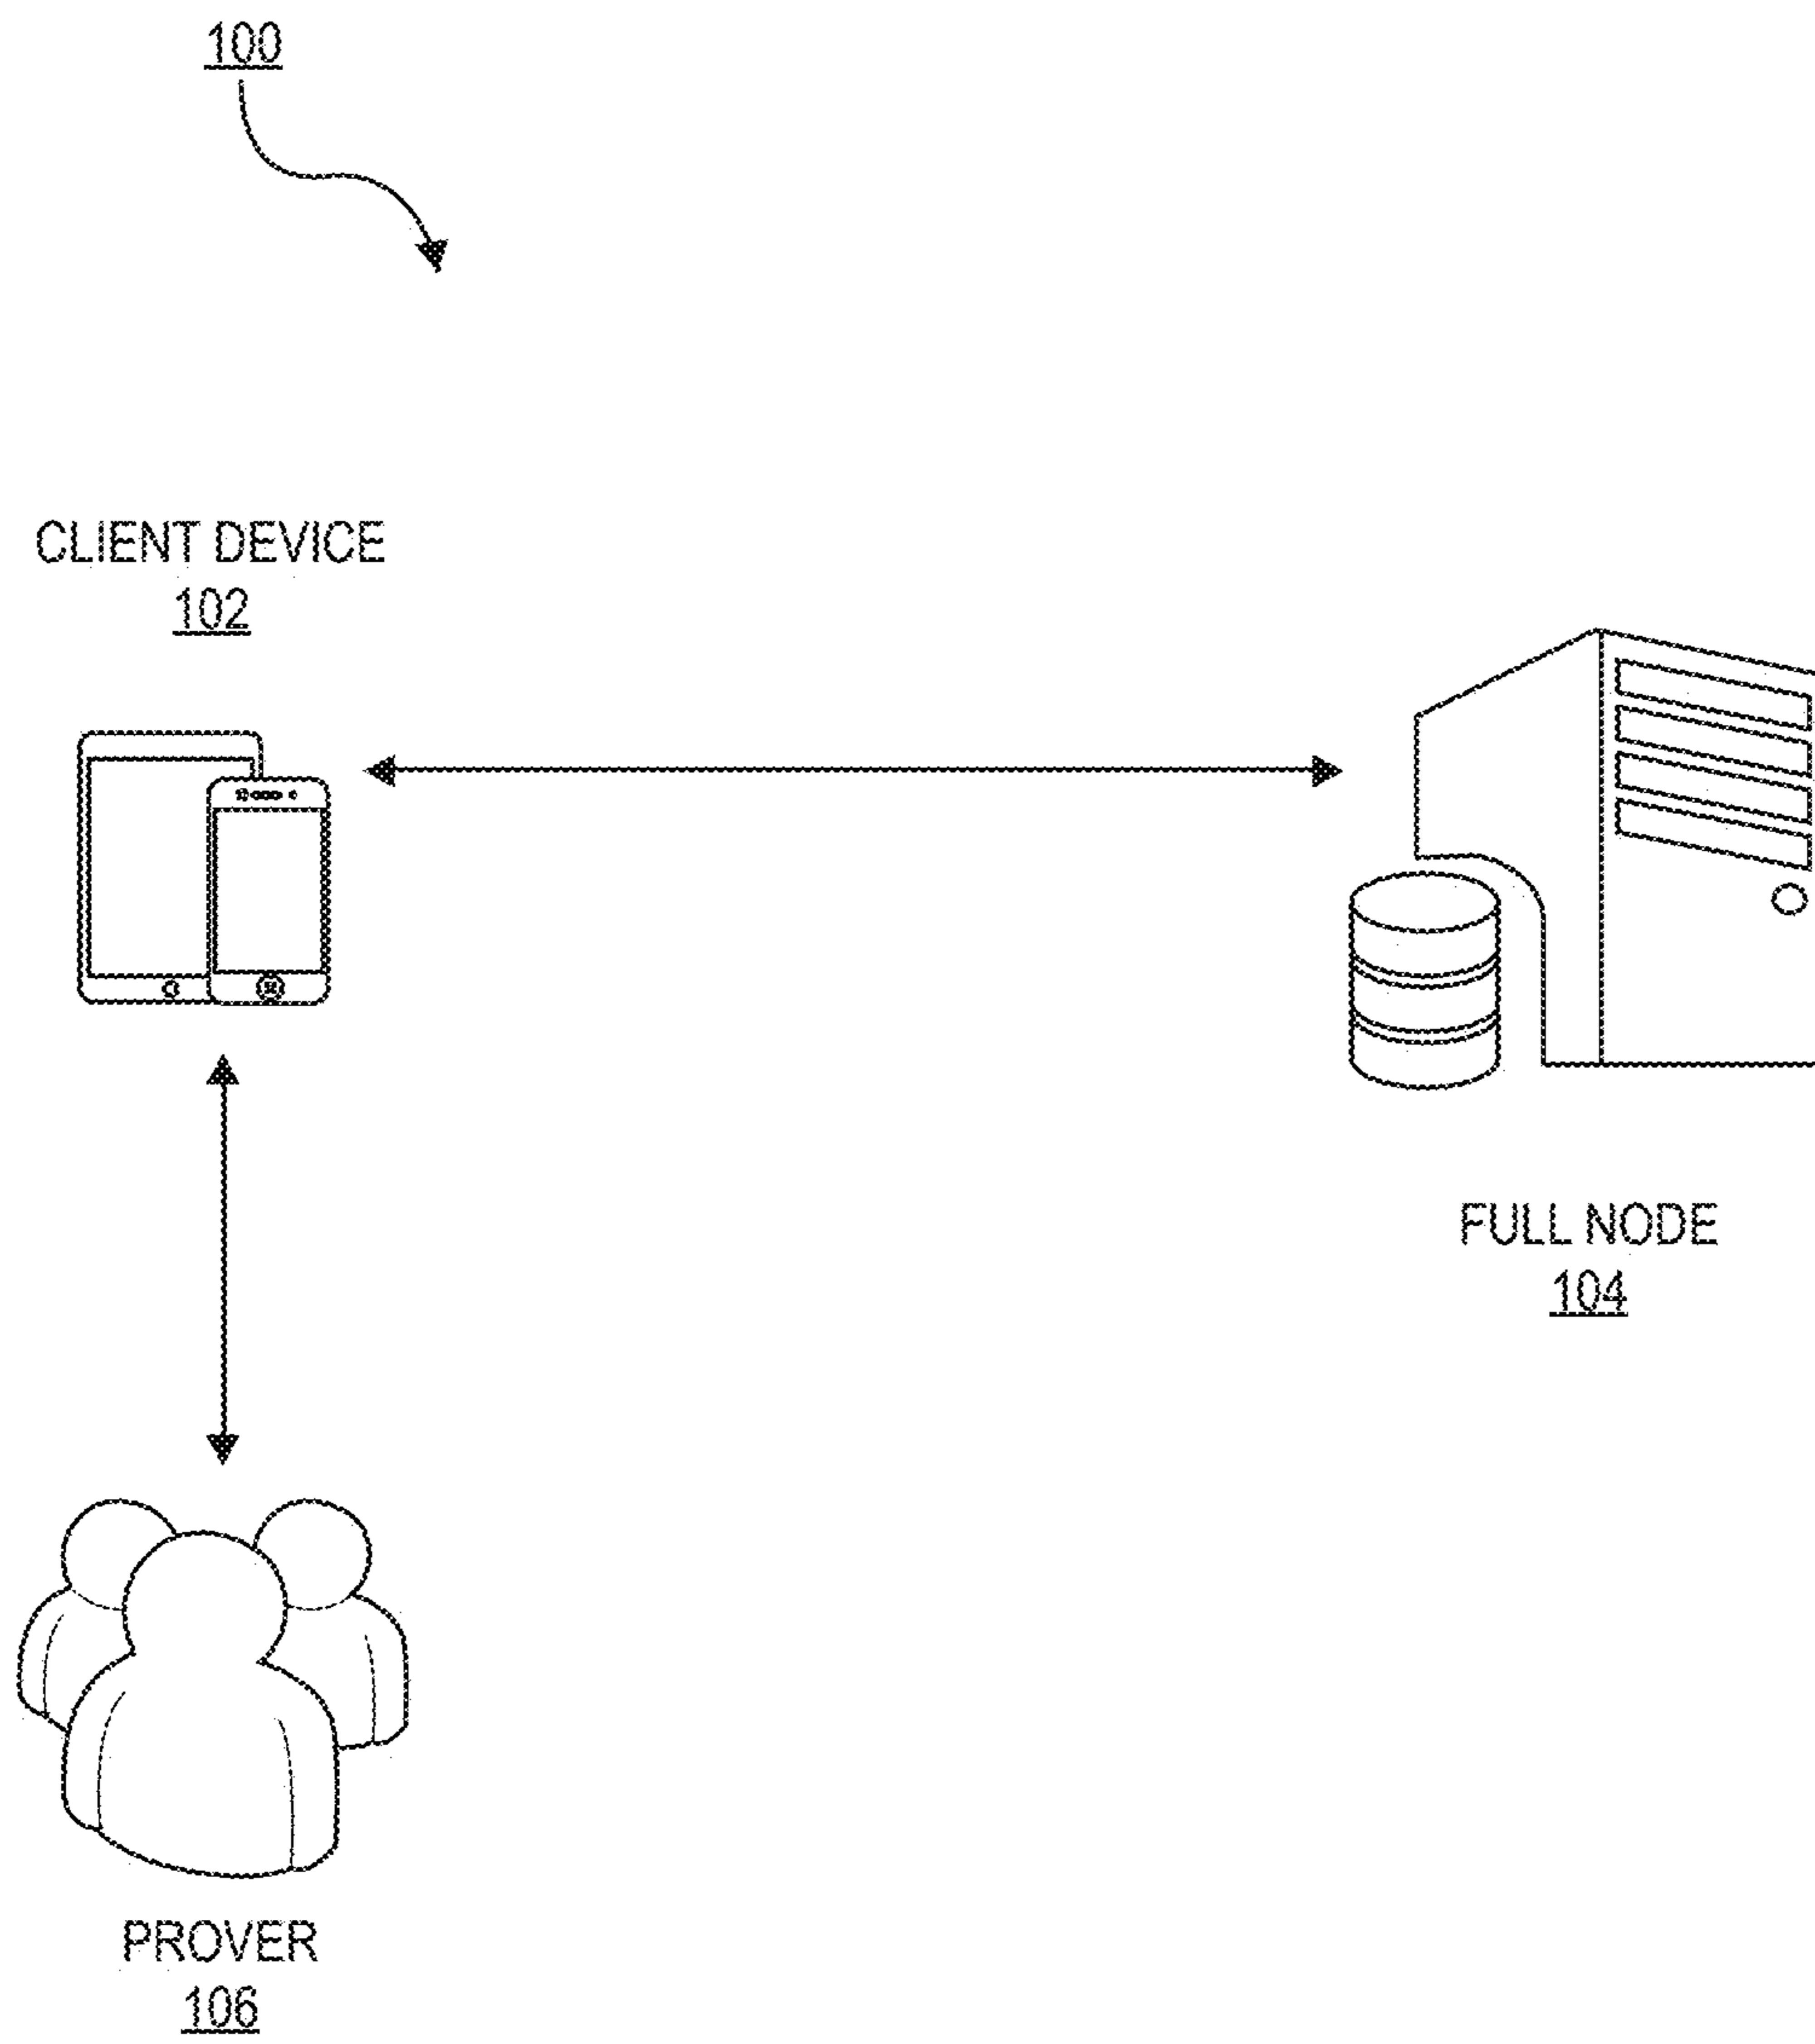 100
CLIENT DEVICE
102
FULL NODE
104
PROVER
106